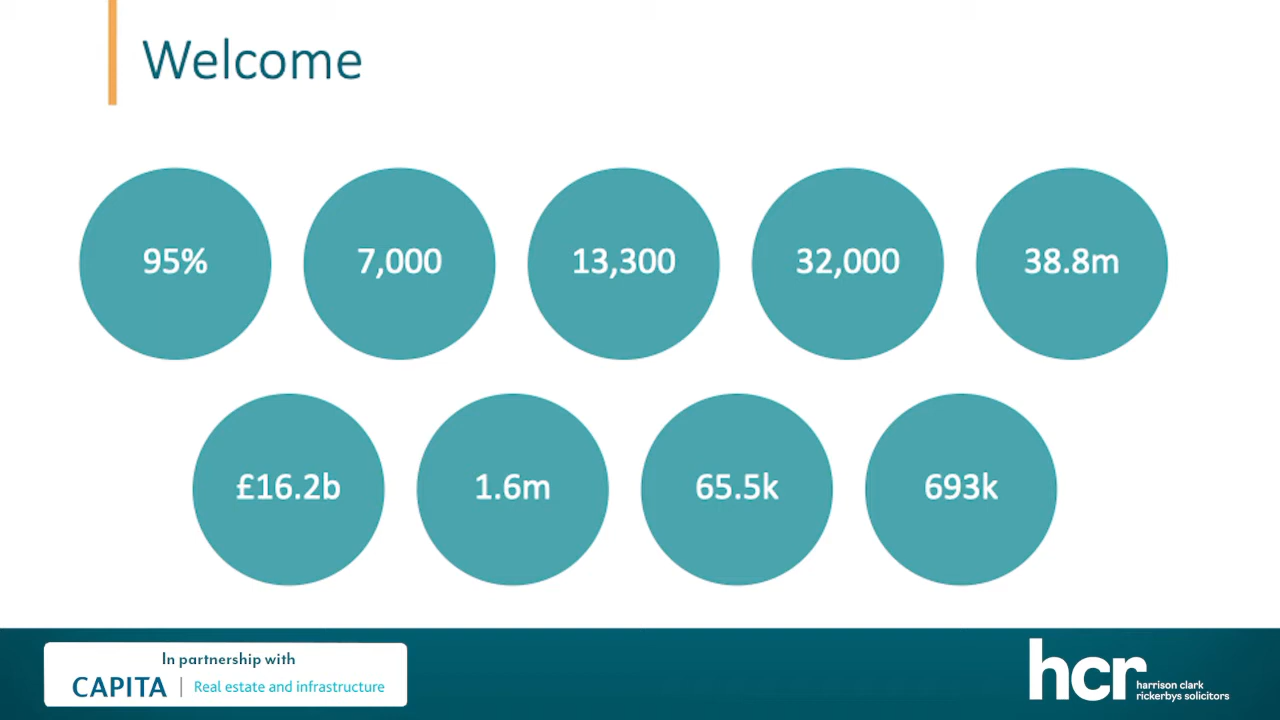 Welcome
95%
7,000
13,300
32,000
38.8m
£16.2b
1.6m
65.5k
693k
In partnership with
CAPITA | Real estate and infrastructure
hcr harrison clark
rickerbys solicitors